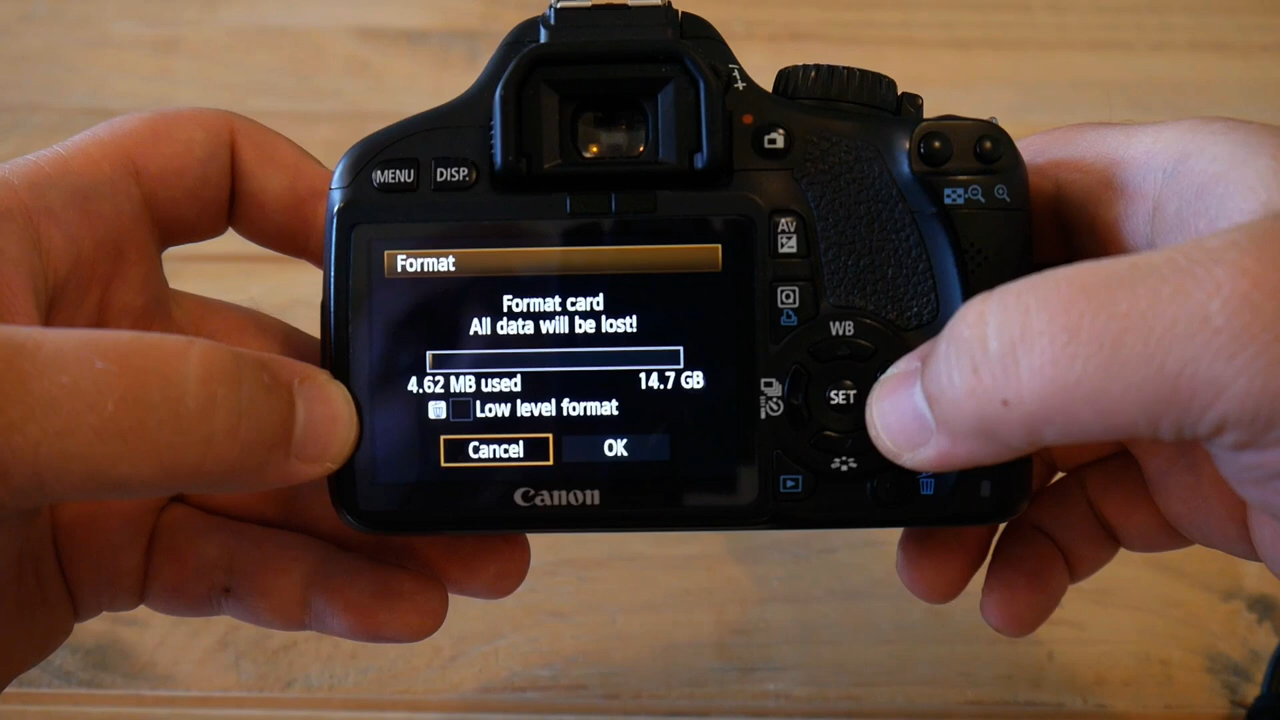 MENU
DISP.
Format
Format card
All data will be lost!
4.62 MB used
14.7 GB
Low level format
Cancel
OK
Canon
Av
Q
WB
SET